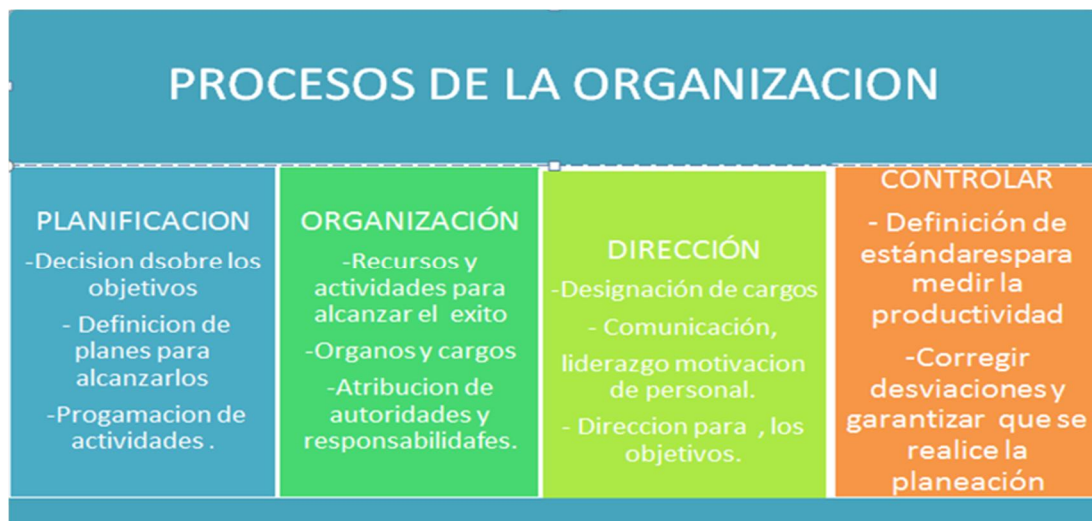 PROCESOS DE LA ORGANIZACION
PLANIFICACION
-Decision dsobre los
objetivos
- Definicion de
planes para
alcanzarlos
-Progamacion de
actividades .
ORGANIZACIÓN
-Recursos y
actividades para
alcanzar el exito
-Organos y cargos
-Atribucion de
autoridades y
responsabilidafes.
DIRECCIÓN
-Designación de cargos
- Comunicación,
liderazgo motivacion
de personal.
- Direccion para , los
objetivos.
CONTROLAR
- Definición de
estándarespara
medir la
productividad
-Corregir
desviaciones y
garantizar que se
realice la
planeación